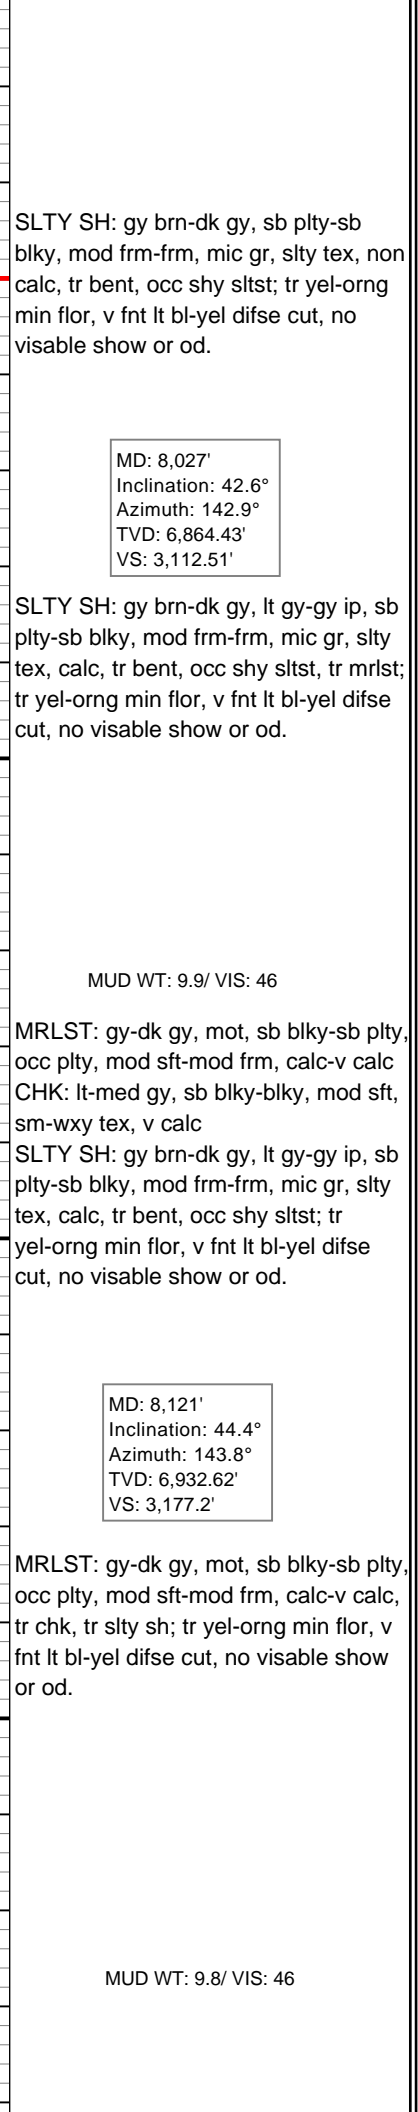 SLTY SH: gy brn-dk gy, sb plty-sb
blky, mod frm-frm, mic gr, slty tex, non
calc, tr bent, occ shy sltst; tr yel-orng
min flor, v fnt lt bl-yel difse cut, no
visable show or od.
MD: 8,027'
Inclination: 42.6°
Azimuth: 142.9°
TVD: 6,864.43'
VS: 3,112.51'
SLTY SH: gy brn-dk gy, lt gy-gy ip, sb
plty-sb blky, mod frm-frm, mic gr, slty
tex, calc, tr bent, occ shy sltst, tr mrlst;
tr yel-orng min flor, v fnt lt bl-yel difse
cut, no visable show or od.
MUD WT: 9.9/ VIS: 46
MRLST: gy-dk gy, mot, sb blky-sb plty,
occ plty, mod sft-mod frm, calc-v calc
CHK: lt-med gy, sb blky-blky, mod sft,
sm-wxy tex, v calc
SLTY SH: gy brn-dk gy, lt gy-gy ip, sb
plty-sb blky, mod frm-frm, mic gr, slty
tex, calc, tr bent, occ shy sltst; tr
yel-orng min flor, v fnt lt bl-yel difse
cut, no visable show or od.
MD: 8,121'
Inclination: 44.4°
Azimuth: 143.8°
TVD: 6,932.62'
VS: 3,177.2'
MRLST: gy-dk gy, mot, sb blky-sb plty,
occ plty, mod sft-mod frm, calc-v calc,
tr chk, tr slty sh; tr yel-orng min flor, v
fnt lt bl-yel difse cut, no visable show
or od.
MUD WT: 9.8/ VIS: 46